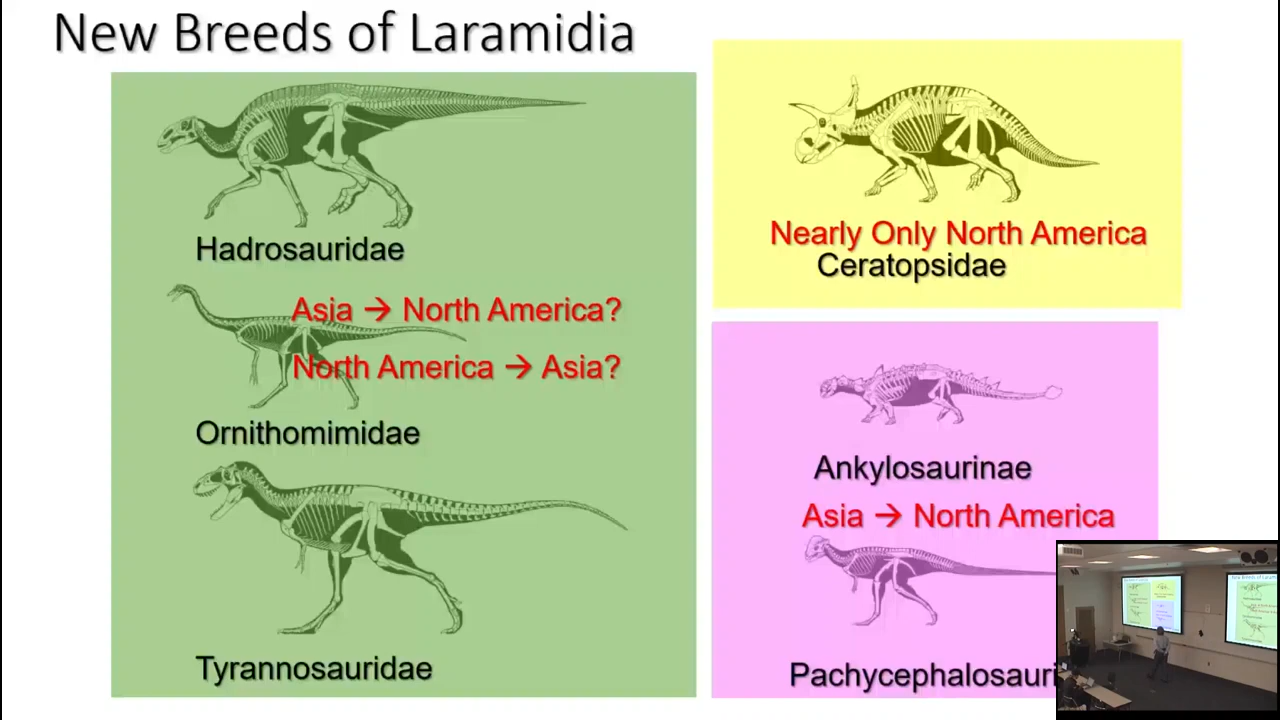 New Breeds of Laramidia
Hadrosauridae
Asia → North America?
North America → Asia?
Ornithomimidae
Tyrannosauridae
Nearly Only North America
Ceratopsidae
Ankylosaurinae
Asia → North America
Pachycephalosauri